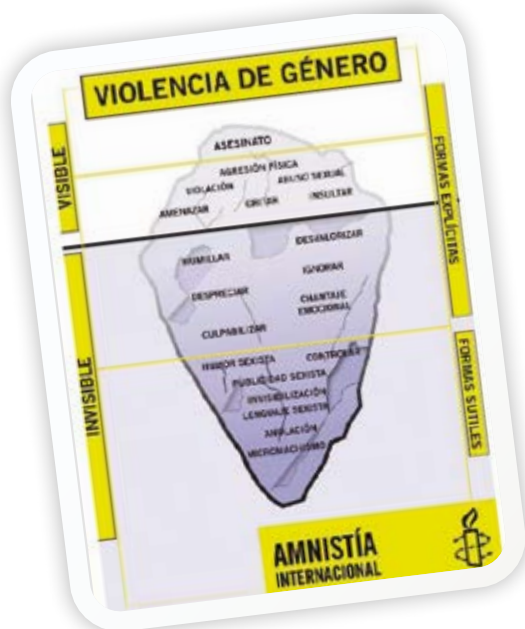 VIOLENCIA DE GÉNERO
VISIBLE
FORMAS EXPLÍCITAS
ASESINATO
AGRESIÓN FÍSICA
VIOLACIÓN
ABUSO SEXUAL
AMENAZAR
GRITAR
INSULTAR
INVISIBLE
HUMILLAR
DESVALORIZAR
IGNORAR
DESPRECIAR
CHANTAJE
EMOCIONAL
CULPABILIZAR
FORMAS SUTILES
HUMOR SEXISTA
CONTROLAR
PUBLICIDAD SEXISTA
INVISIBILIZACIÓN
LENGUAJE SEXISTA
ANULACIÓN
MICROMACHISMO
AMNISTÍA
INTERNACIONAL